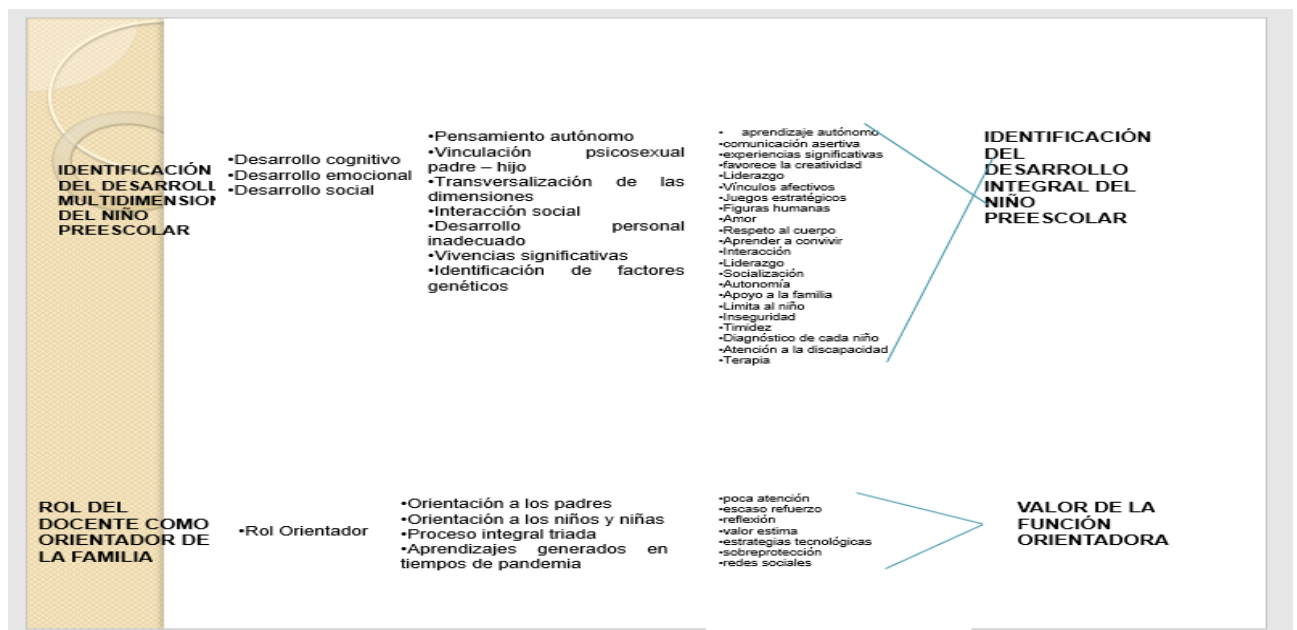 IDENTIFICACIÓN
DEL DESARROLL
MULTIDIMENSION
DEL NIÑO
PREESCOLAR
•Desarrollo cognitivo
•Desarrollo emocional
•Desarrollo social
•Pensamiento autónomo
•Vinculación psicosexual
padre – hijo
•Transversalización de las
dimensiones
•Interacción social
•Desarrollo personal
inadecuado
•Vivencias significativas
•Identificación de factores
genéticos
• aprendizaje autónomo
•comunicación asertiva
•experiencias significativas
•favorece la creatividad
•Liderazgo
•Vínculos afectivos
•Juegos estratégicos
•Figuras humanas
•Amor
•Respeto al cuerpo
•Aprender a convivir
•Interacción
•Liderazgo
•Socialización
•Autonomía
•Apoyo a la familia
•Limita al niño
•Inseguridad
•Timidez
•Diagnóstico de cada niño
•Atención a la discapacidad
•Terapia
IDENTIFICACIÓN
DEL
DESARROLLO
INTEGRAL DEL
NIÑO
PREESCOLAR
ROL DEL
DOCENTE COMO
ORIENTADOR DE
LA FAMILIA
•Rol Orientador
•Orientación a los padres
•Orientación a los niños y niñas
•Proceso integral triada
•Aprendizajes generados en
tiempos de pandemia
•poca atención
•escaso refuerzo
•reflexión
•valor estima
•estrategias tecnológicas
•sobreprotección
•redes sociales
VALOR DE LA
FUNCIÓN
ORIENTADORA